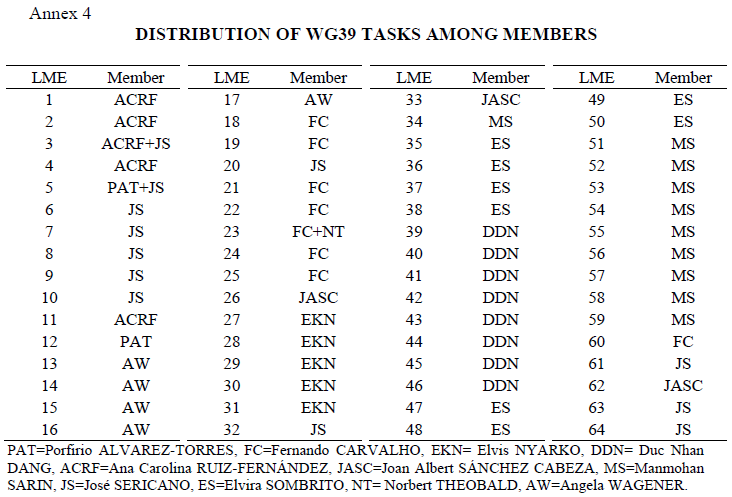 Annex 4
DISTRIBUTION OF WG39 TASKS AMONG MEMBERS
LME Member LME Member LME Member LME Member
1 ACRF 17 AW 33 JASC 49 ES
2 ACRF 18 FC 34 MS 50 ES
3 ACRF+JS 19 FC 35 ES 51 MS
4 ACRF 20 JS 36 ES 52 MS
5 PAT+JS 21 FC 37 ES 53 MS
6 JS 22 FC 38 ES 54 MS
7 JS 23 FC+NT 39 DDN 55 MS
8 JS 24 FC 40 DDN 56 MS
9 JS 25 FC 41 DDN 57 MS
10 JS 26 JASC 42 DDN 58 MS
11 ACRF 27 EKN 43 DDN 59 MS
12 PAT 28 EKN 44 DDN 60 FC
13 AW 29 EKN 45 DDN 61 JS
14 AW 30 EKN 46 DDN 62 JASC
15 AW 31 EKN 47 ES 63 JS
16 AW 32 JS 48 ES 64 JS
PAT=Porfirio ALVAREZ-TORRES, FC=Fernando CARVALHO, EKN= Elvis NYARKO, DDN= Duc Nhan
DANG, ACRF=Ana Carolina RUIZ-FERNÁNDEZ, JASC=Joan Albert SÁNCHEZ CABEZA, MS=Manmohan
SARIN, JS=José SERICANO, ES=Elvira SOMBRITO, NT= Norbert THEOBALD, AW=Angela WAGENER.